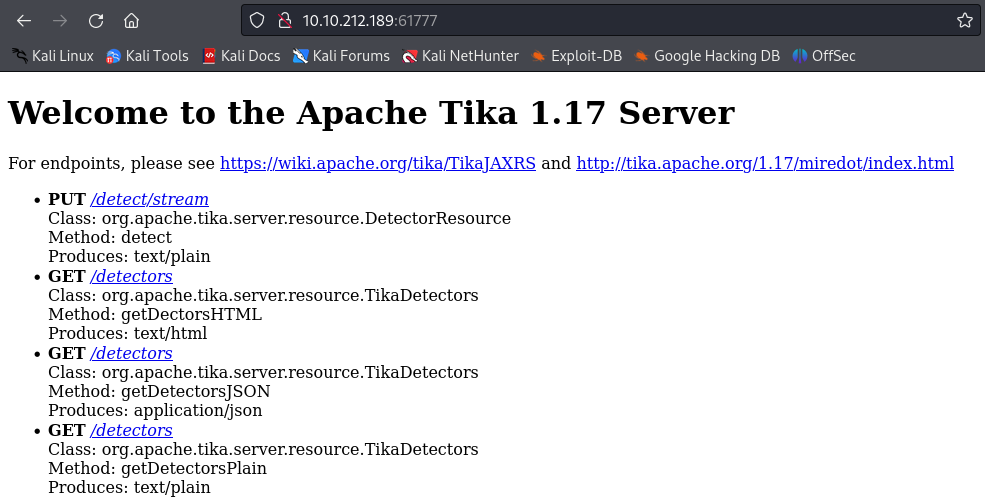 10.10.212.189:61777
Kali Linux Kali Tools Kali Docs Kali Forums Kali NetHunter Exploit-DB Google Hacking DB OffSec
Welcome to the Apache Tika 1.17 Server
For endpoints, please see https://wiki.apache.org/tika/TikaJAXRS and http://tika.apache.org/1.17/miredot/index.html
• PUT /detect/stream
Class: org.apache.tika.server.resource.DetectorResource
Method: detect
Produces: text/plain
• GET /detectors
Class: org.apache.tika.server.resource.TikaDetectors
Method: getDectorsHTML
Produces: text/html
• GET /detectors
Class: org.apache.tika.server.resource.TikaDetectors
Method: getDetectorsJSON
Produces: application/json
• GET /detectors
Class: org.apache.tika.server.resource.TikaDetectors
Method: getDetectorsPlain
Produces: text/plain